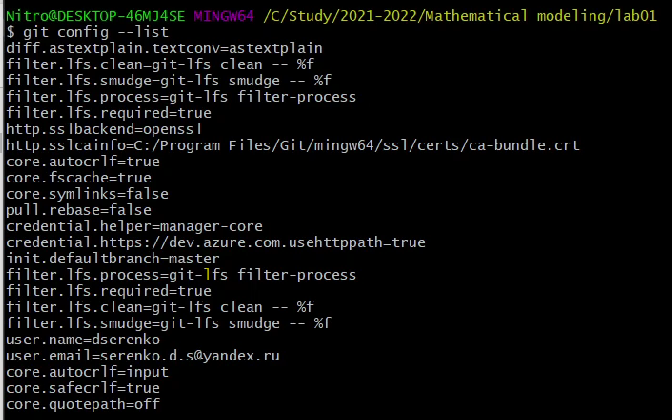 Nitro@DESKTOP-46MJ4SE MINGW64 /C/Study/2021-2022/Mathematical modeling/lab01
$ git config --list
diff.astextplain.textconv=astextplain
filter.lfs.clean=git-lfs clean -- %f
filter.lfs.smudge=git-lfs smudge -- %f
filter.lfs.process=git-lfs filter-process
filter.lfs.required=true
http.sslbackend=openssl
http.sslcainfo=C:/Program Files/Git/mingw64/ssl/certs/ca-bundle.crt
core.autocrlf=true
core.fscache=true
core.symlinks=false
pull.rebase=false
credential.helper=manager-core
credential.https://dev.azure.com.usehttppath=true
init.defaultbranch=master
filter.lfs.process=git-lfs filter-process
filter.lfs.required=true
filter.lfs.clean=git-lfs clean -- %f
filter.lfs.smudge=git-lfs smudge -- %f
user.name=dserenko
user.email=serenko.d.s@yandex.ru
core.autocrlf=input
core.safecrlf=true
core.quotepath=off